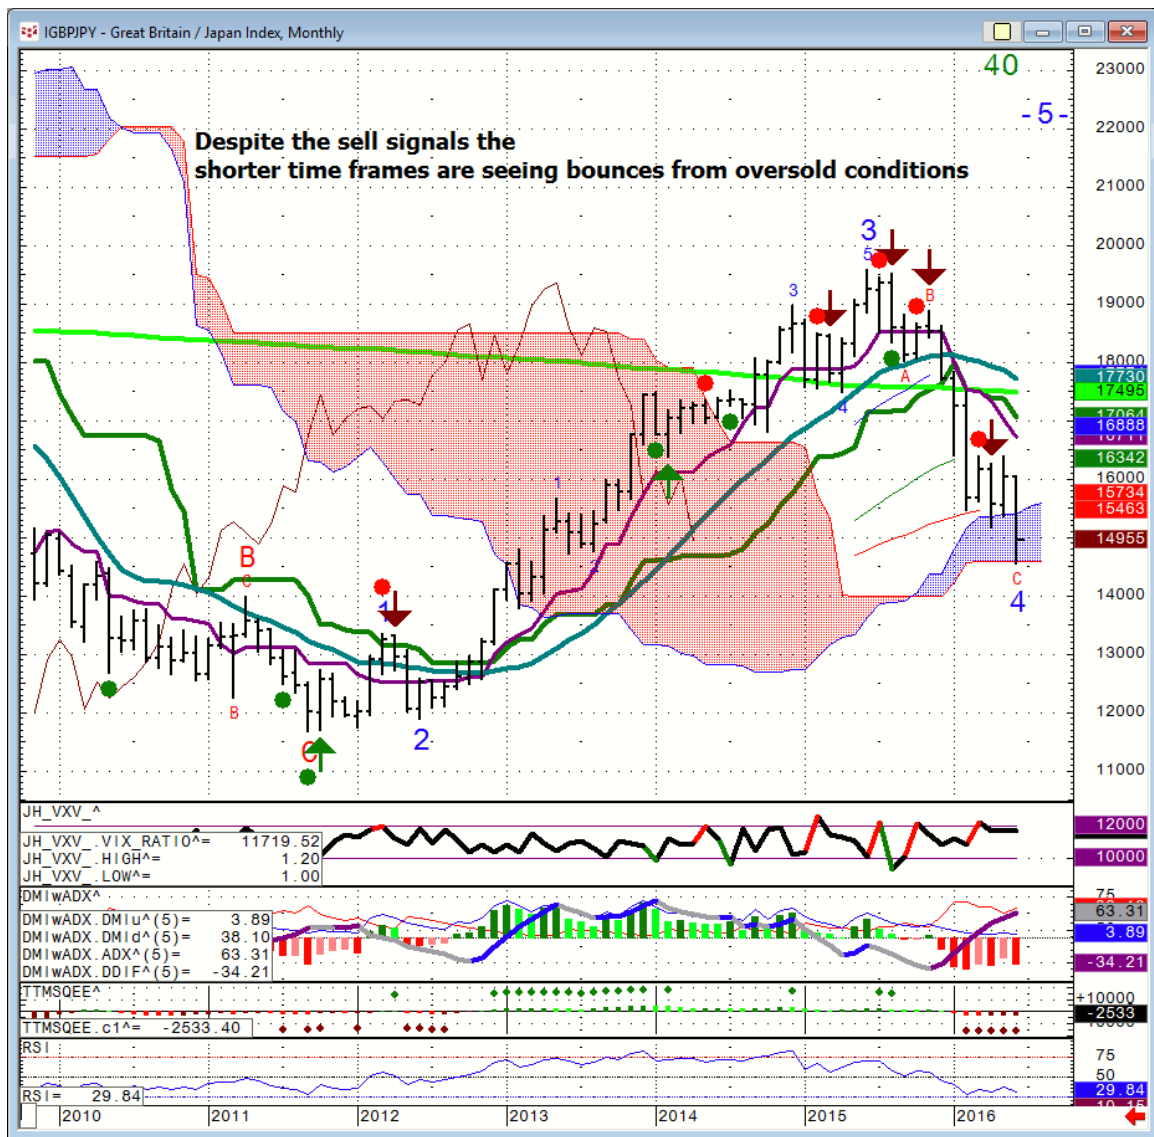 IGBPJPY - Great Britain / Japan Index, Monthly
40
-5-
Despite the sell signals the
shorter time frames are seeing bounces from oversold conditions
23000
22000
21000
20000
19000
18000
17730
17495
17064
16888
16342
16000
15734
15463
14955
14000
13000
12000
11000
3
5
3
B
A
4
1
B
C
B
C
1
2
C
4
JH_VXV_^
JH_VXV_.VIX_RATIO^= 11719.52
JH_VXV_.HIGH^= 1.20
JH_VXV_.LOW^= 1.00
12000
10000
DMIwADX^
DMIwADX.DMIu^(5)= 3.89
DMIwADX.DMId^(5)= 38.10
DMIwADX.ADX^(5)= 63.31
DMIwADX.DDIF^(5)= -34.21
75
63.31
3.89
-34.21
TTMSQEE^
TTMSQEE.c1^= -2533.40
+10000
-2533
RSI
RSI= 29.84
75
50
29.84
2010 2011 2012 2013 2014 2015 2016